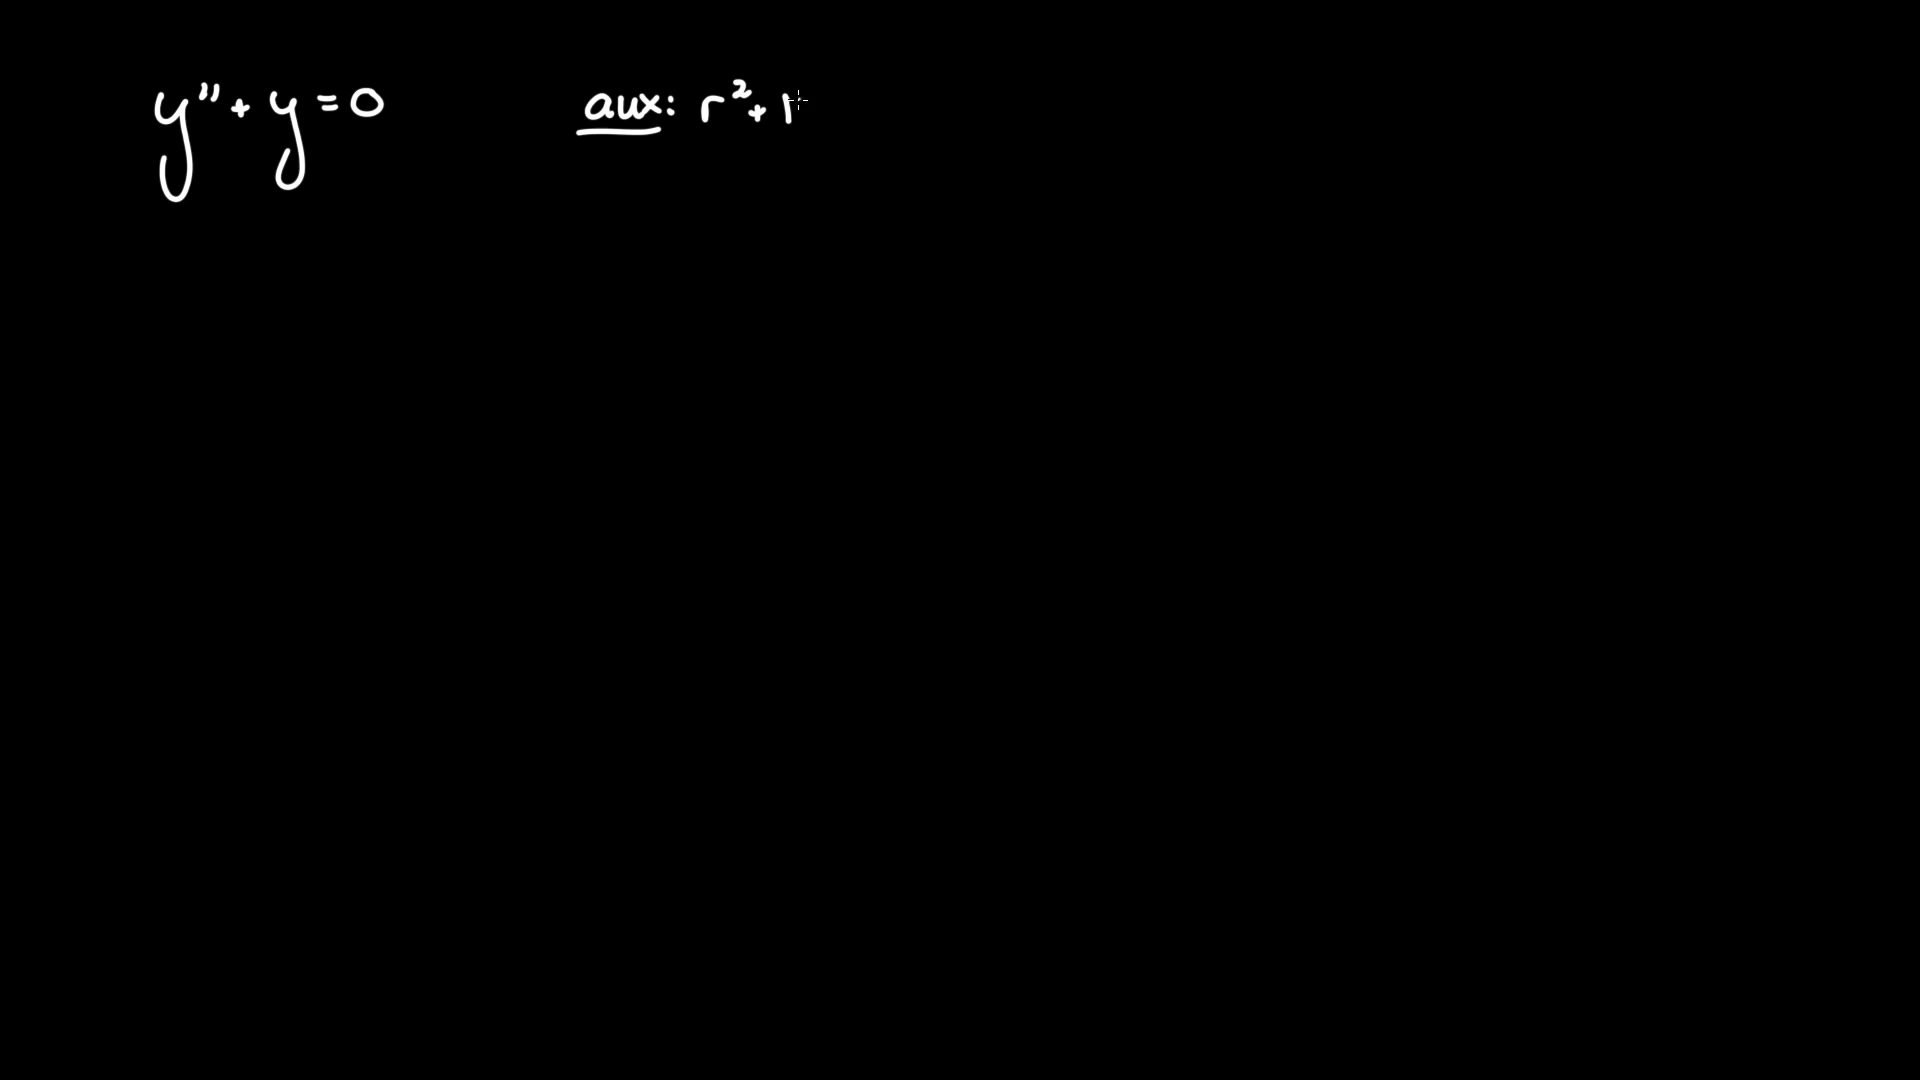 y" + y = 0
aux: r² + 1